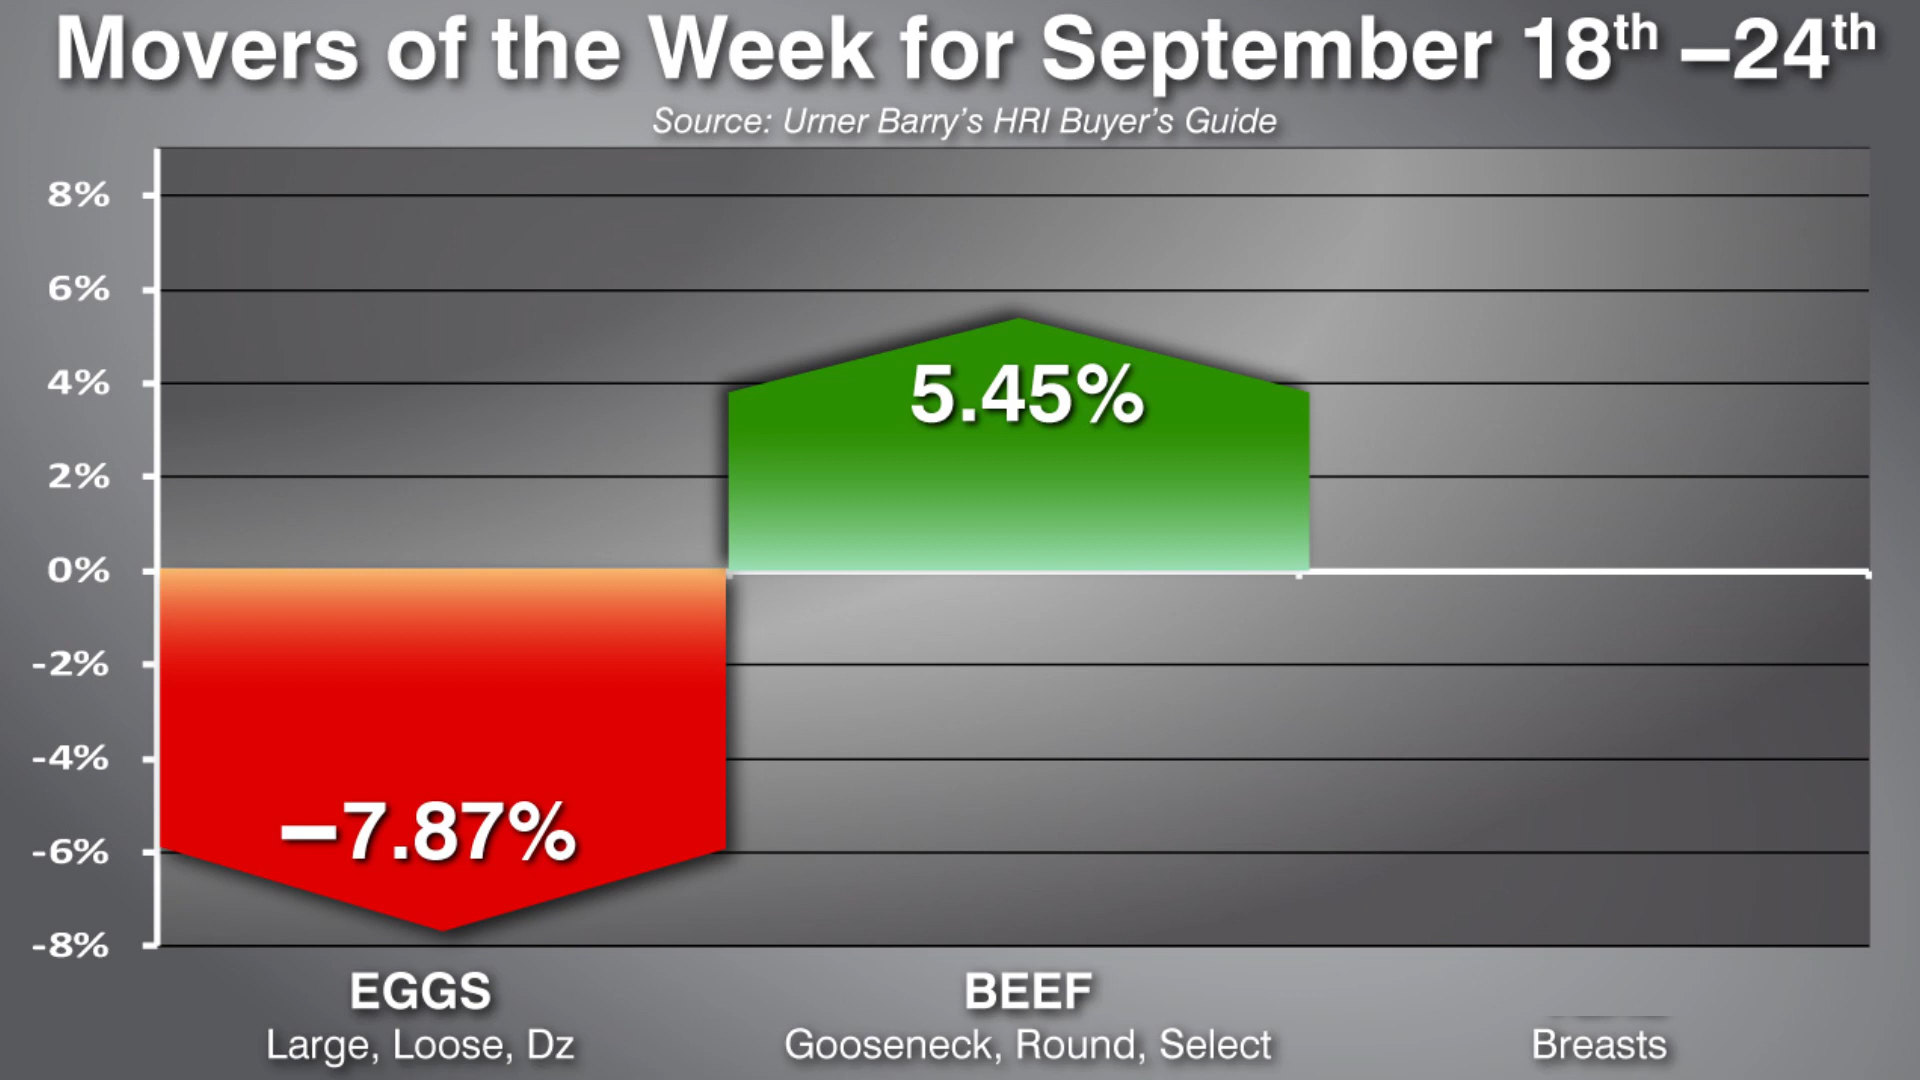 Movers of the Week for September 18th –24th
Source: Urner Barry's HRI Buyer's Guide
8%
6%
4%
2%
0%
-2%
-4%
-6%
-8%
5.45%
–7.87%
EGGS
Large, Loose, Dz
BEEF
Gooseneck, Round, Select
Breasts